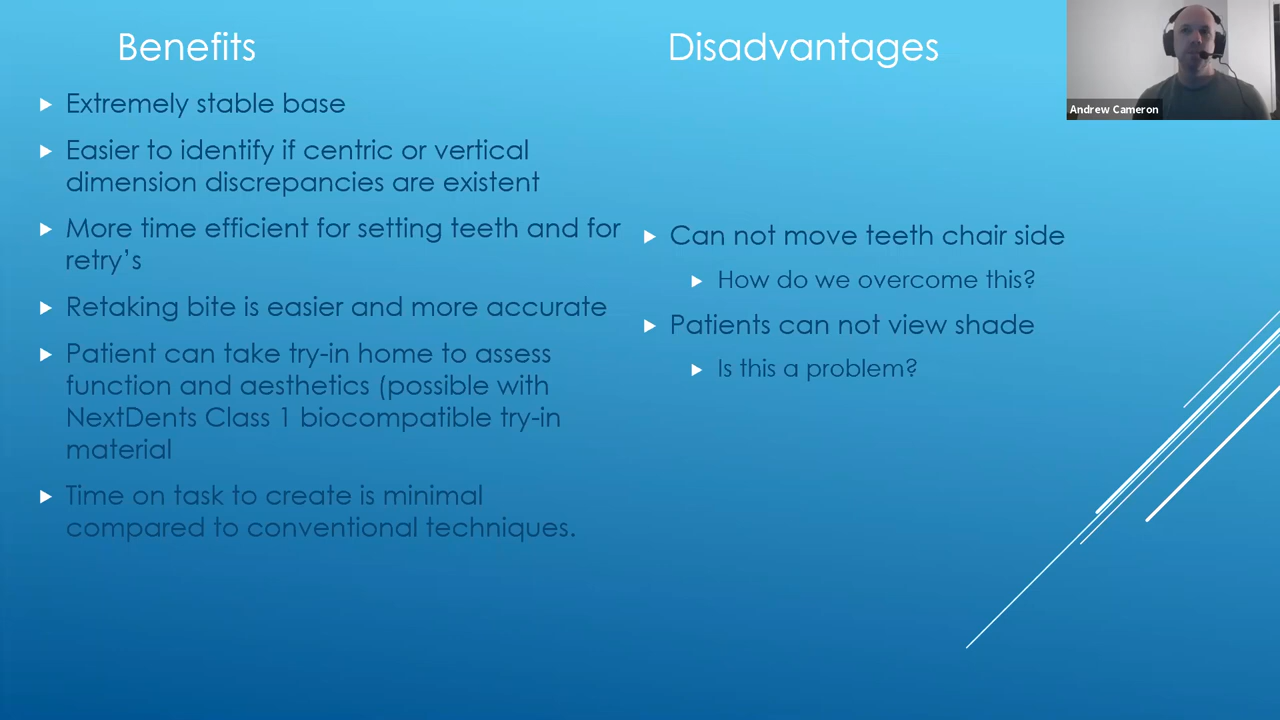 Benefits
Extremely stable base
Easier to identify if centric or vertical
dimension discrepancies are existent
More time efficient for setting teeth and for
retry's
Retaking bite is easier and more accurate
Patient can take try-in home to assess
function and aesthetics (possible with
NextDents Class 1 biocompatible try-in
material
Time on task to create is minimal
compared to conventional techniques.
Disadvantages
Can not move teeth chair side
How do we overcome this?
Patients can not view shade
Is this a problem?
Andrew Cameron